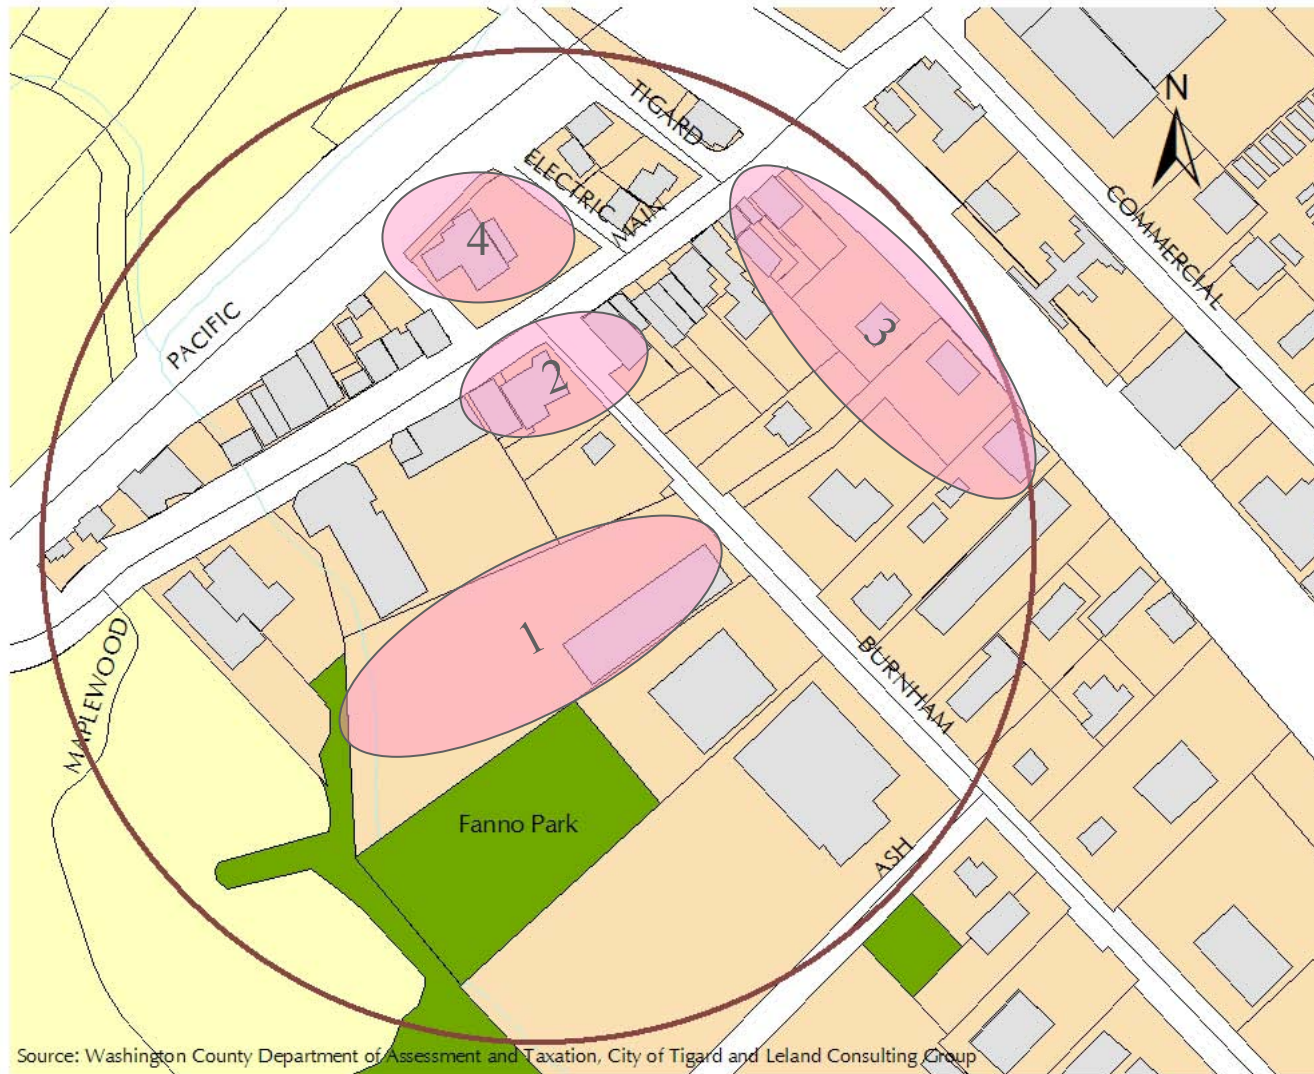 N
TIGARD
ELECTRIC
MAIN
COMMERCIAL
4
PACIFIC
3
2
1
BURNHAM
MAPLEWOOD
Fanno Park
ASH
Source: Washington County Department of Assessment and Taxation, City of Tigard and Leland Consulting Group